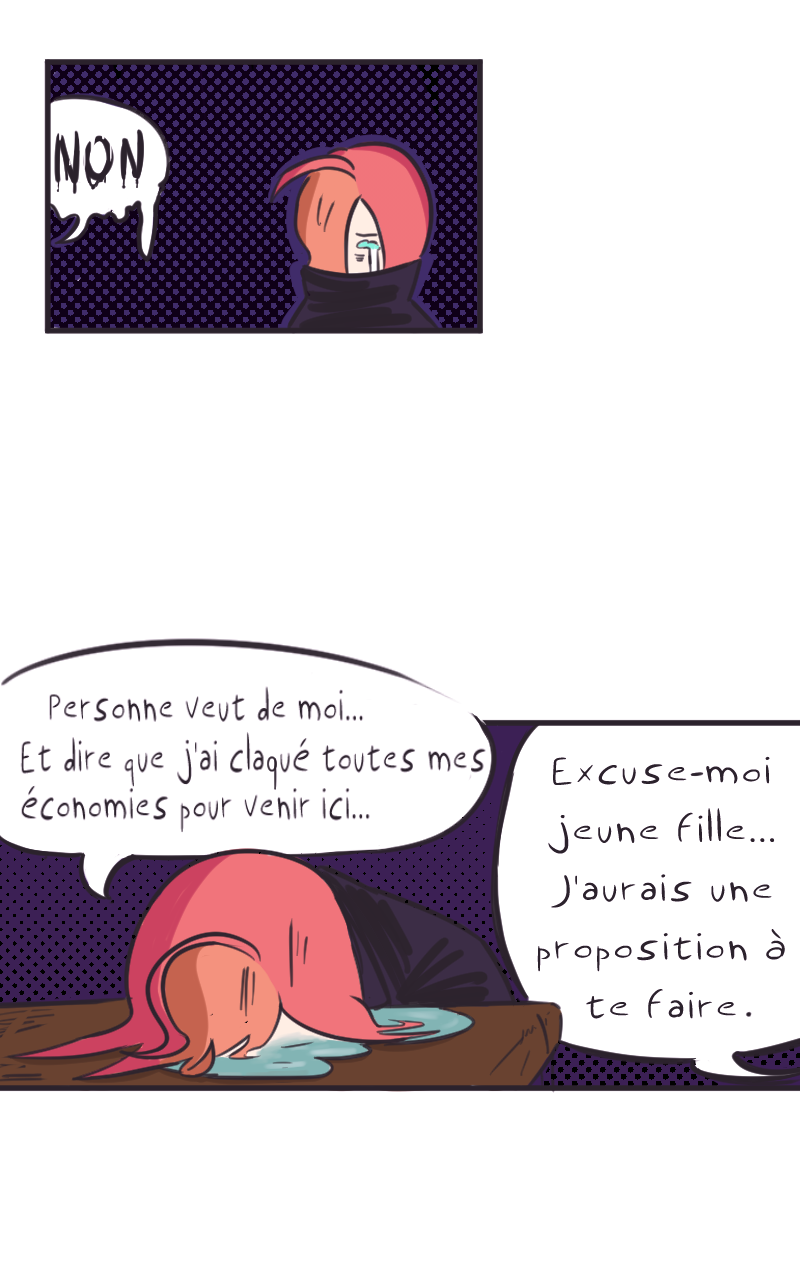 NON
Personne veut de moi...
Et dire que j'ai claqué toutes mes
économies pour venir ici...
Excuse-moi
jeune fille...
J'aurais une
proposition à
te faire.